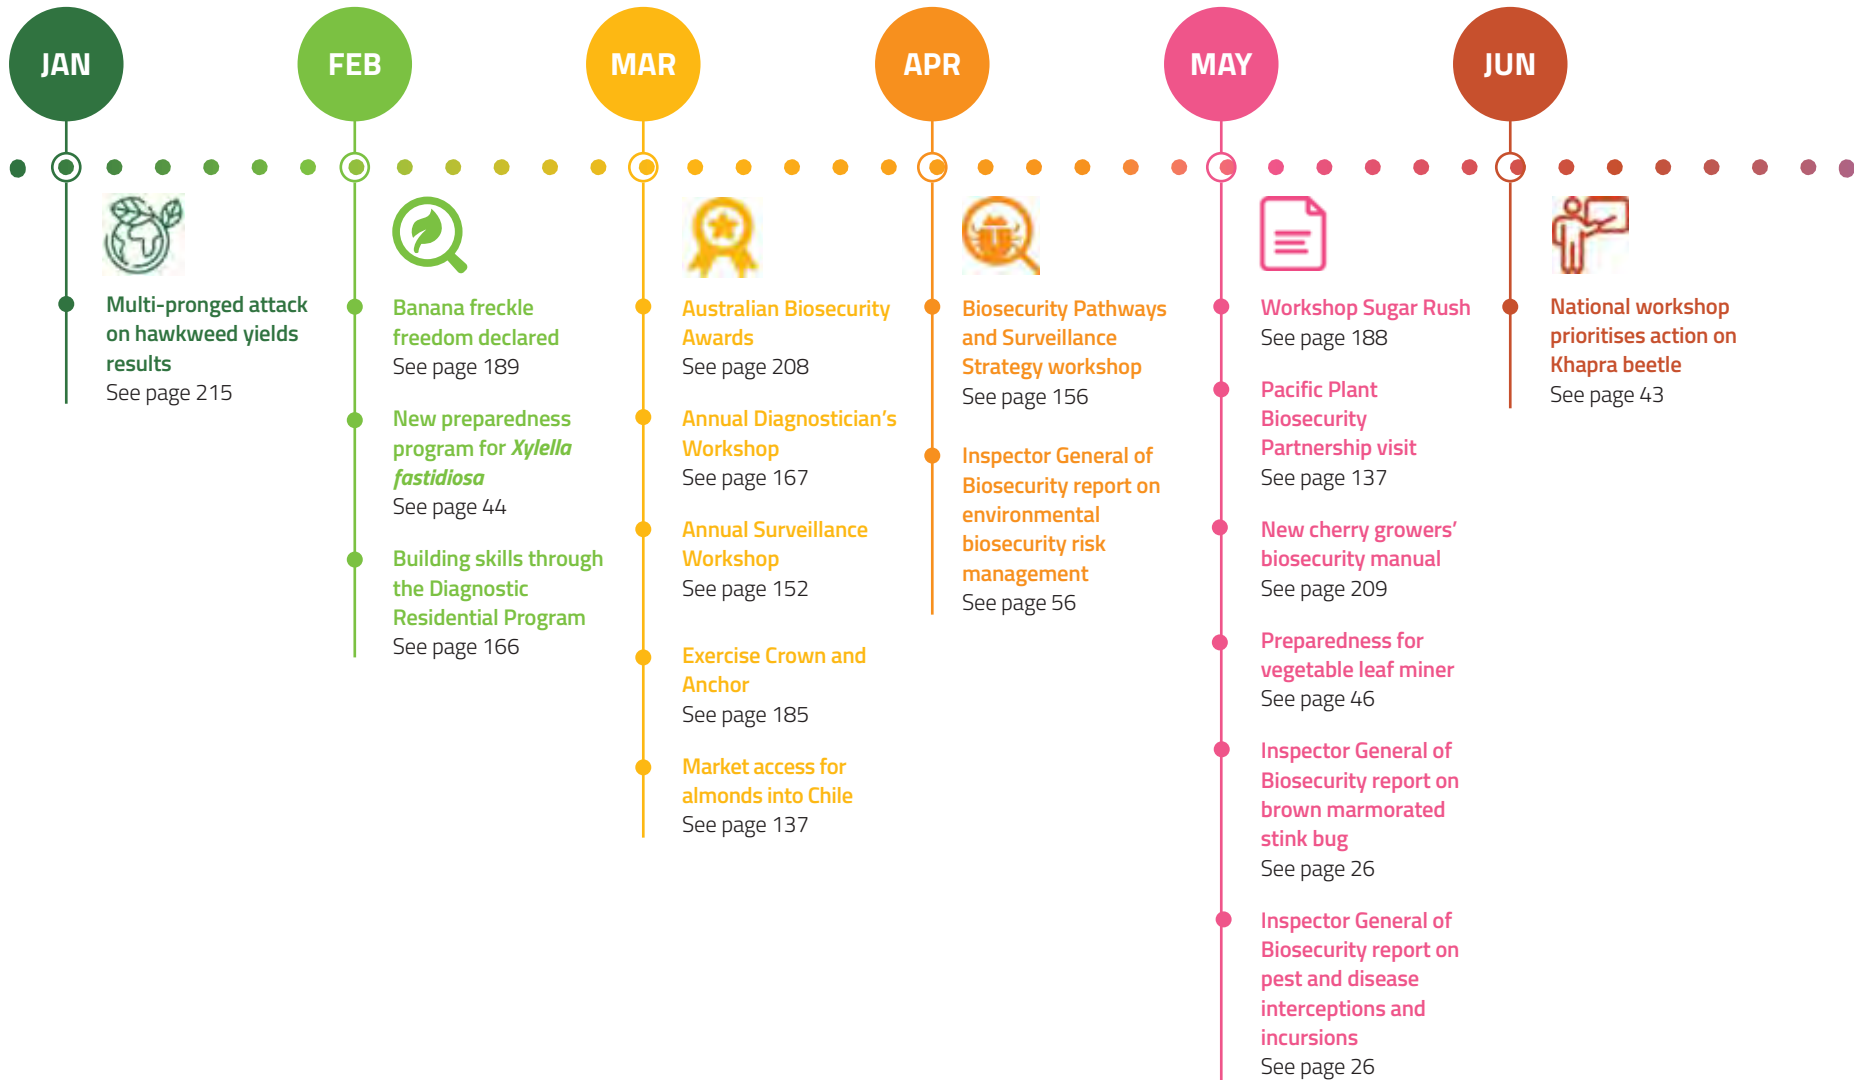 JAN
Multi-pronged attack
on hawkweed yields
results
See page 215
FEB
Banana freckle
freedom declared
See page 189
New preparedness
program for Xylella
fastidiosa
See page 44
Building skills through
the Diagnostic
Residential Program
See page 166
MAR
Australian Biosecurity
Awards
See page 208
Annual Diagnostician's
Workshop
See page 167
Annual Surveillance
Workshop
See page 152
Exercise Crown and
Anchor
See page 185
Market access for
almonds into Chile
See page 137
APR
Biosecurity Pathways
and Surveillance
Strategy workshop
See page 156
Inspector General of
Biosecurity report on
environmental
biosecurity risk
management
See page 56
MAY
Workshop Sugar Rush
See page 188
Pacific Plant
Biosecurity
Partnership visit
See page 137
New cherry growers'
biosecurity manual
See page 209
Preparedness for
vegetable leaf miner
See page 46
Inspector General of
Biosecurity report on
brown marmorated
stink bug
See page 26
Inspector General of
Biosecurity report on
pest and disease
interceptions and
incursions
See page 26
JUN
National workshop
prioritises action on
Khapra beetle
See page 43